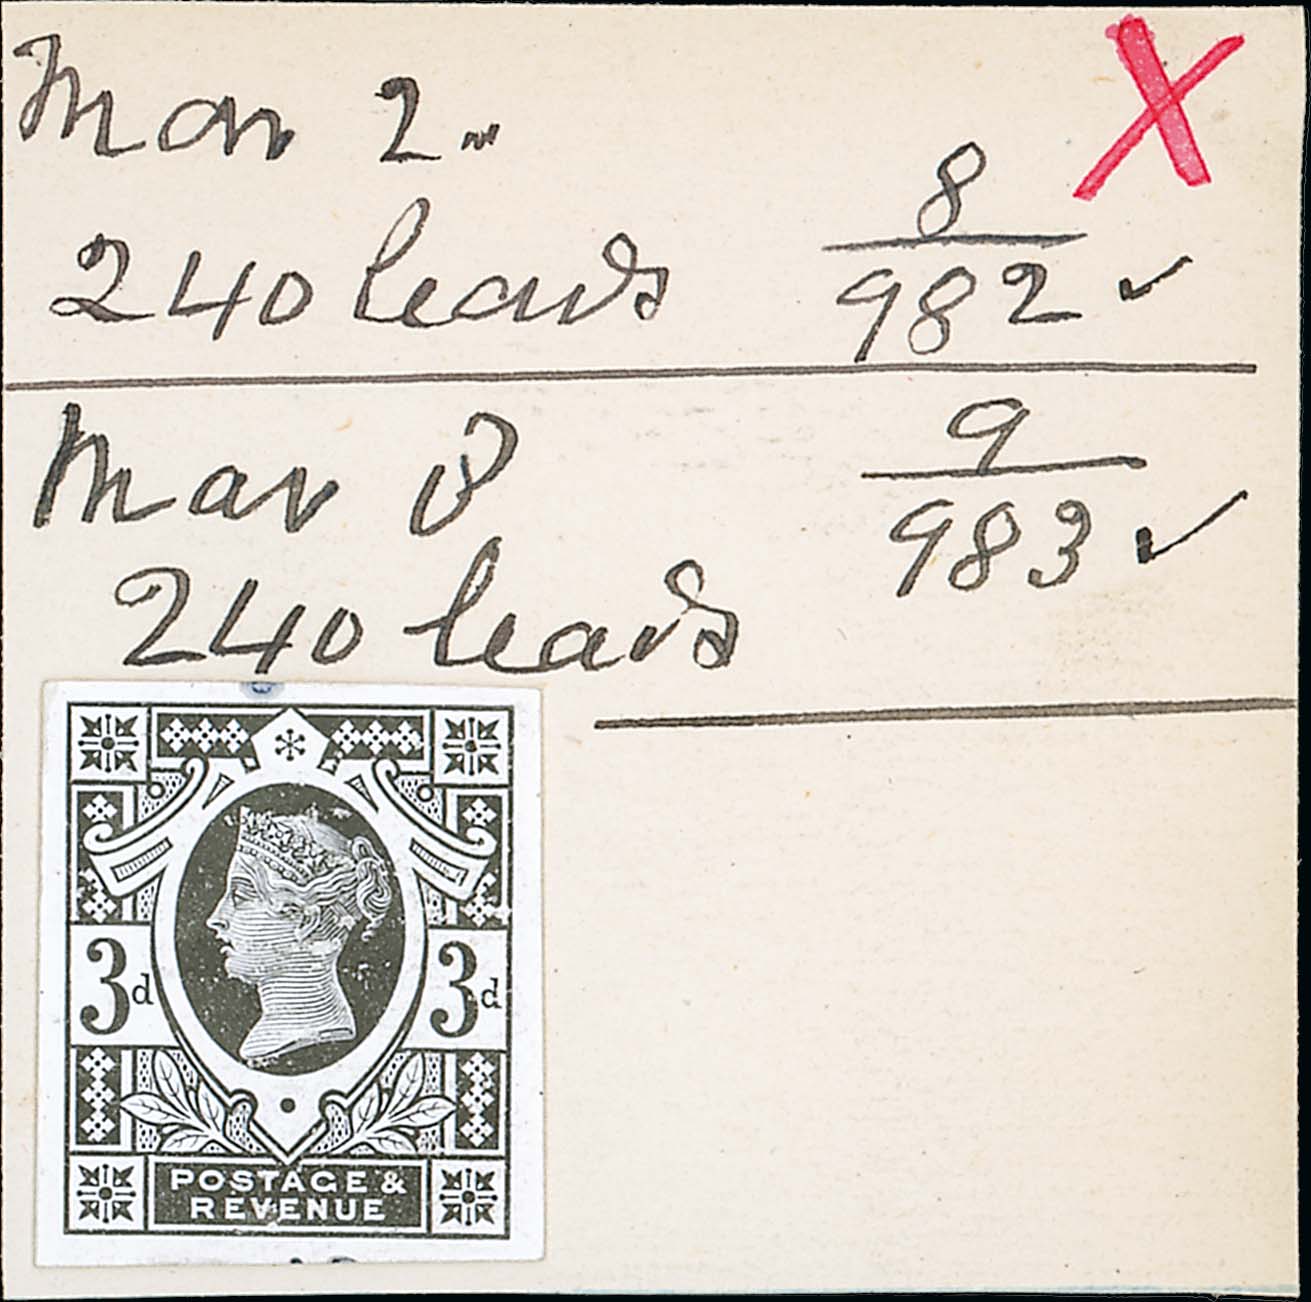 X
Mar 2.
8
240 leads 982 ✓
Mar 8
9
983 ✓
240 leads
3d 3d
POSTAGE &
REVENUE